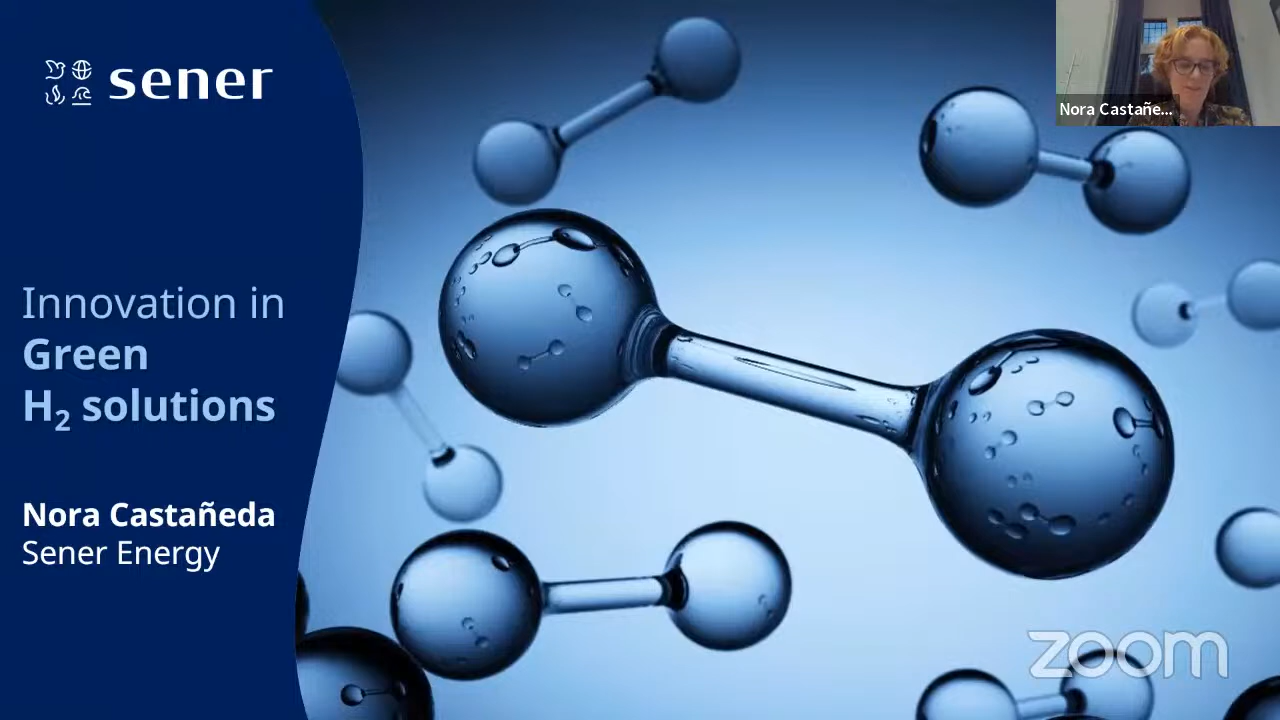 sener
Innovation in
Green
H₂ solutions
Nora Castañeda
Sener Energy
Nora Castañe...
zoom